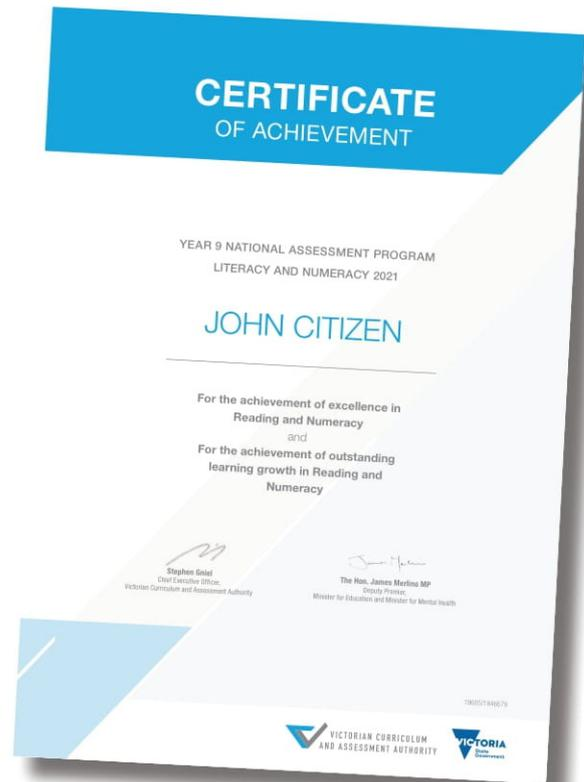 CERTIFICATE
OF ACHIEVEMENT
YEAR 9 NATIONAL ASSESSMENT PROGRAM
LITERACY AND NUMERACY 2021
JOHN CITIZEN
For the achievement of excellence in
Reading and Numeracy
and
For the achievement of outstanding
learning growth in Reading and
Numeracy
Stephen Gniel
Chief Executive Officer,
Victorian Curriculum and Assessment Authority
The Hon. James Merlino MP
Deputy Premier,
Minister for Education and Minister for Mental Health
VICTORIAN CURRICULUM
AND ASSESSMENT AUTHORITY
VICTORIA
State
Government